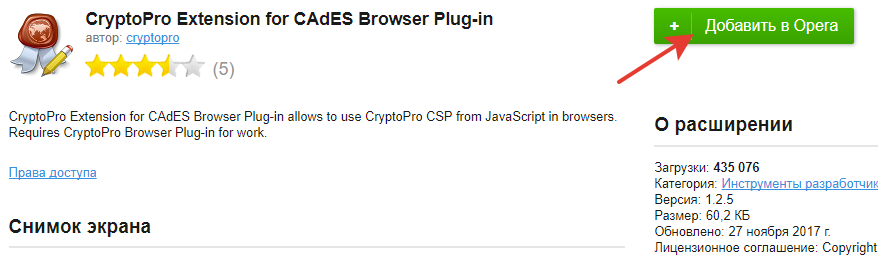 CryptoPro Extension for CAdES Browser Plug-in
автор: cryptopro
(5)
+ Добавить в Opera
CryptoPro Extension for CAdES Browser Plug-in allows to use CryptoPro CSP from JavaScript in browsers.
Requires CryptoPro Browser Plug-in for work.
Права доступа
Снимок экрана
О расширении
Загрузки: 435 076
Категория: Инструменты разработчик
Версия: 1.2.5
Размер: 60,2 КБ
Обновлено: 27 ноября 2017 г.
Лицензионное соглашение: Copyright